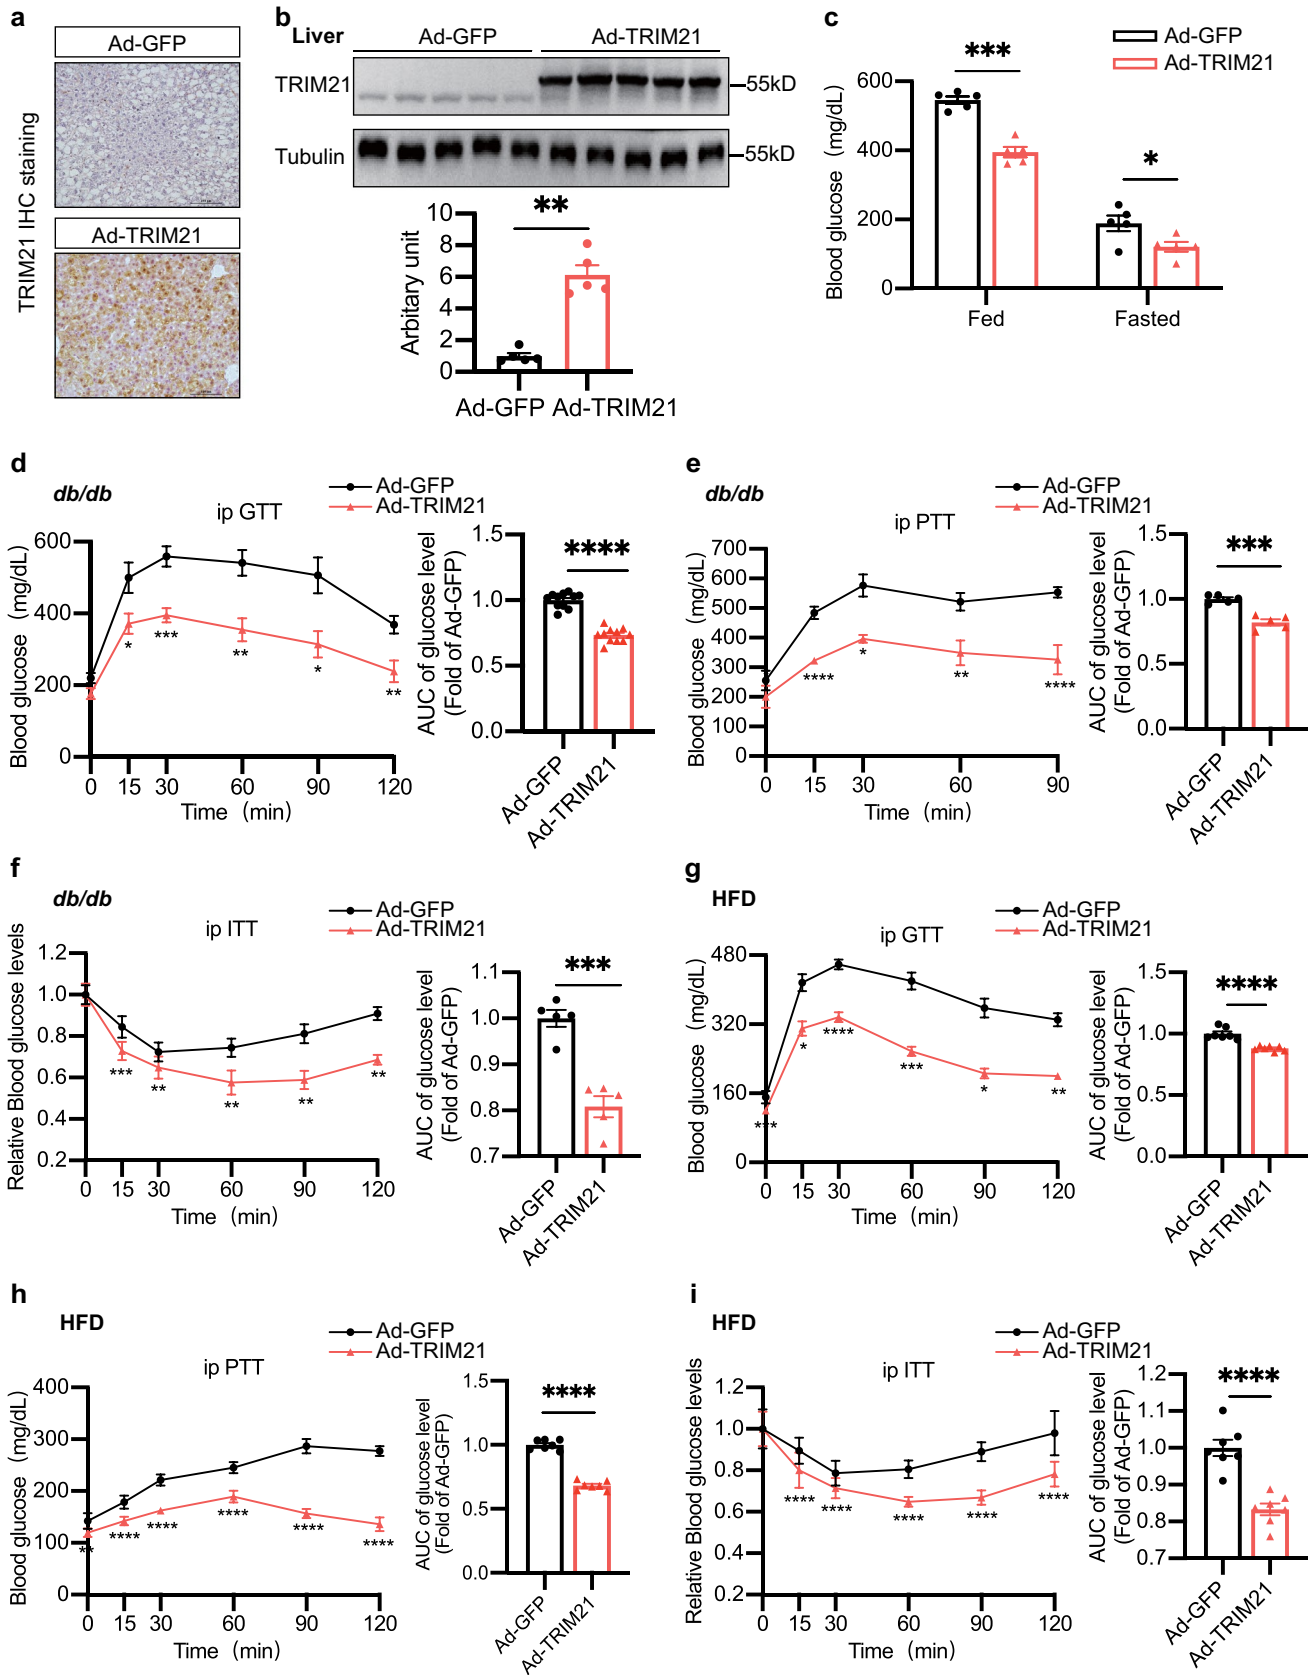 a
Ad-GFP
TRIM21 IHC staining
Ad-TRIM21
b
Liver
Ad-GFP
Ad-TRIM21
TRIM21
55kD
Tubulin
55kD
**
10
8
6
4
2
0
Arbitary unit
Ad-GFP Ad-TRIM21
c
Ad-GFP
Ad-TRIM21
***
*
600
400
200
0
Blood glucose (mg/dL)
Fed
Fasted
d
db/db
ip GTT
Ad-GFP
Ad-TRIM21
600
400
200
0
Blood glucose (mg/dL)
*
***
**
*
**
0 15 30 60 90 120
Time (min)
****
1.5
1.0
0.5
0.0
AUC of glucose level
(Fold of Ad-GFP)
Ad-GFP
Ad-TRIM21
e
db/db
ip PTT
Ad-GFP
Ad-TRIM21
700
600
500
400
300
200
100
0
Blood glucose (mg/dL)
****
*
**
****
0 15 30 60 90
Time (min)
***
1.5
1.0
0.5
0.0
AUC of glucose level
(Fold of Ad-GFP)
Ad-GFP
Ad-TRIM21
f
db/db
ip ITT
Ad-GFP
Ad-TRIM21
1.2
1.0
0.8
0.6
0.4
0.2
Relative Blood glucose levels
***
**
**
**
**
0 15 30 60 90 120
Time (min)
***
1.1
1.0
0.9
0.8
0.7
AUC of glucose level
(Fold of Ad-GFP)
Ad-GFP
Ad-TRIM21
g
HFD
ip GTT
Ad-GFP
Ad-TRIM21
480
320
160
0
Blood glucose (mg/dL)
***
*
****
***
*
**
0 15 30 60 90 120
Time (min)
****
1.5
1.0
0.5
0.0
AUC of glucose level
(Fold of Ad-GFP)
Ad-GFP
Ad-TRIM21
h
HFD
ip PTT
Ad-GFP
Ad-TRIM21
400
300
200
100
0
Blood glucose (mg/dL)
**
****
****
****
****
****
0 15 30 60 90 120
Time (min)
****
1.5
1.0
0.5
0.0
AUC of glucose level
(Fold of Ad-GFP)
Ad-GFP
Ad-TRIM21
i
HFD
ip ITT
Ad-GFP
Ad-TRIM21
1.2
1.0
0.8
0.6
0.4
0.2
Relative Blood glucose levels
****
****
****
****
****
0 15 30 60 90 120
Time (min)
****
1.2
1.1
1.0
0.9
0.8
0.7
AUC of glucose level
(Fold of Ad-GFP)
Ad-GFP
Ad-TRIM21